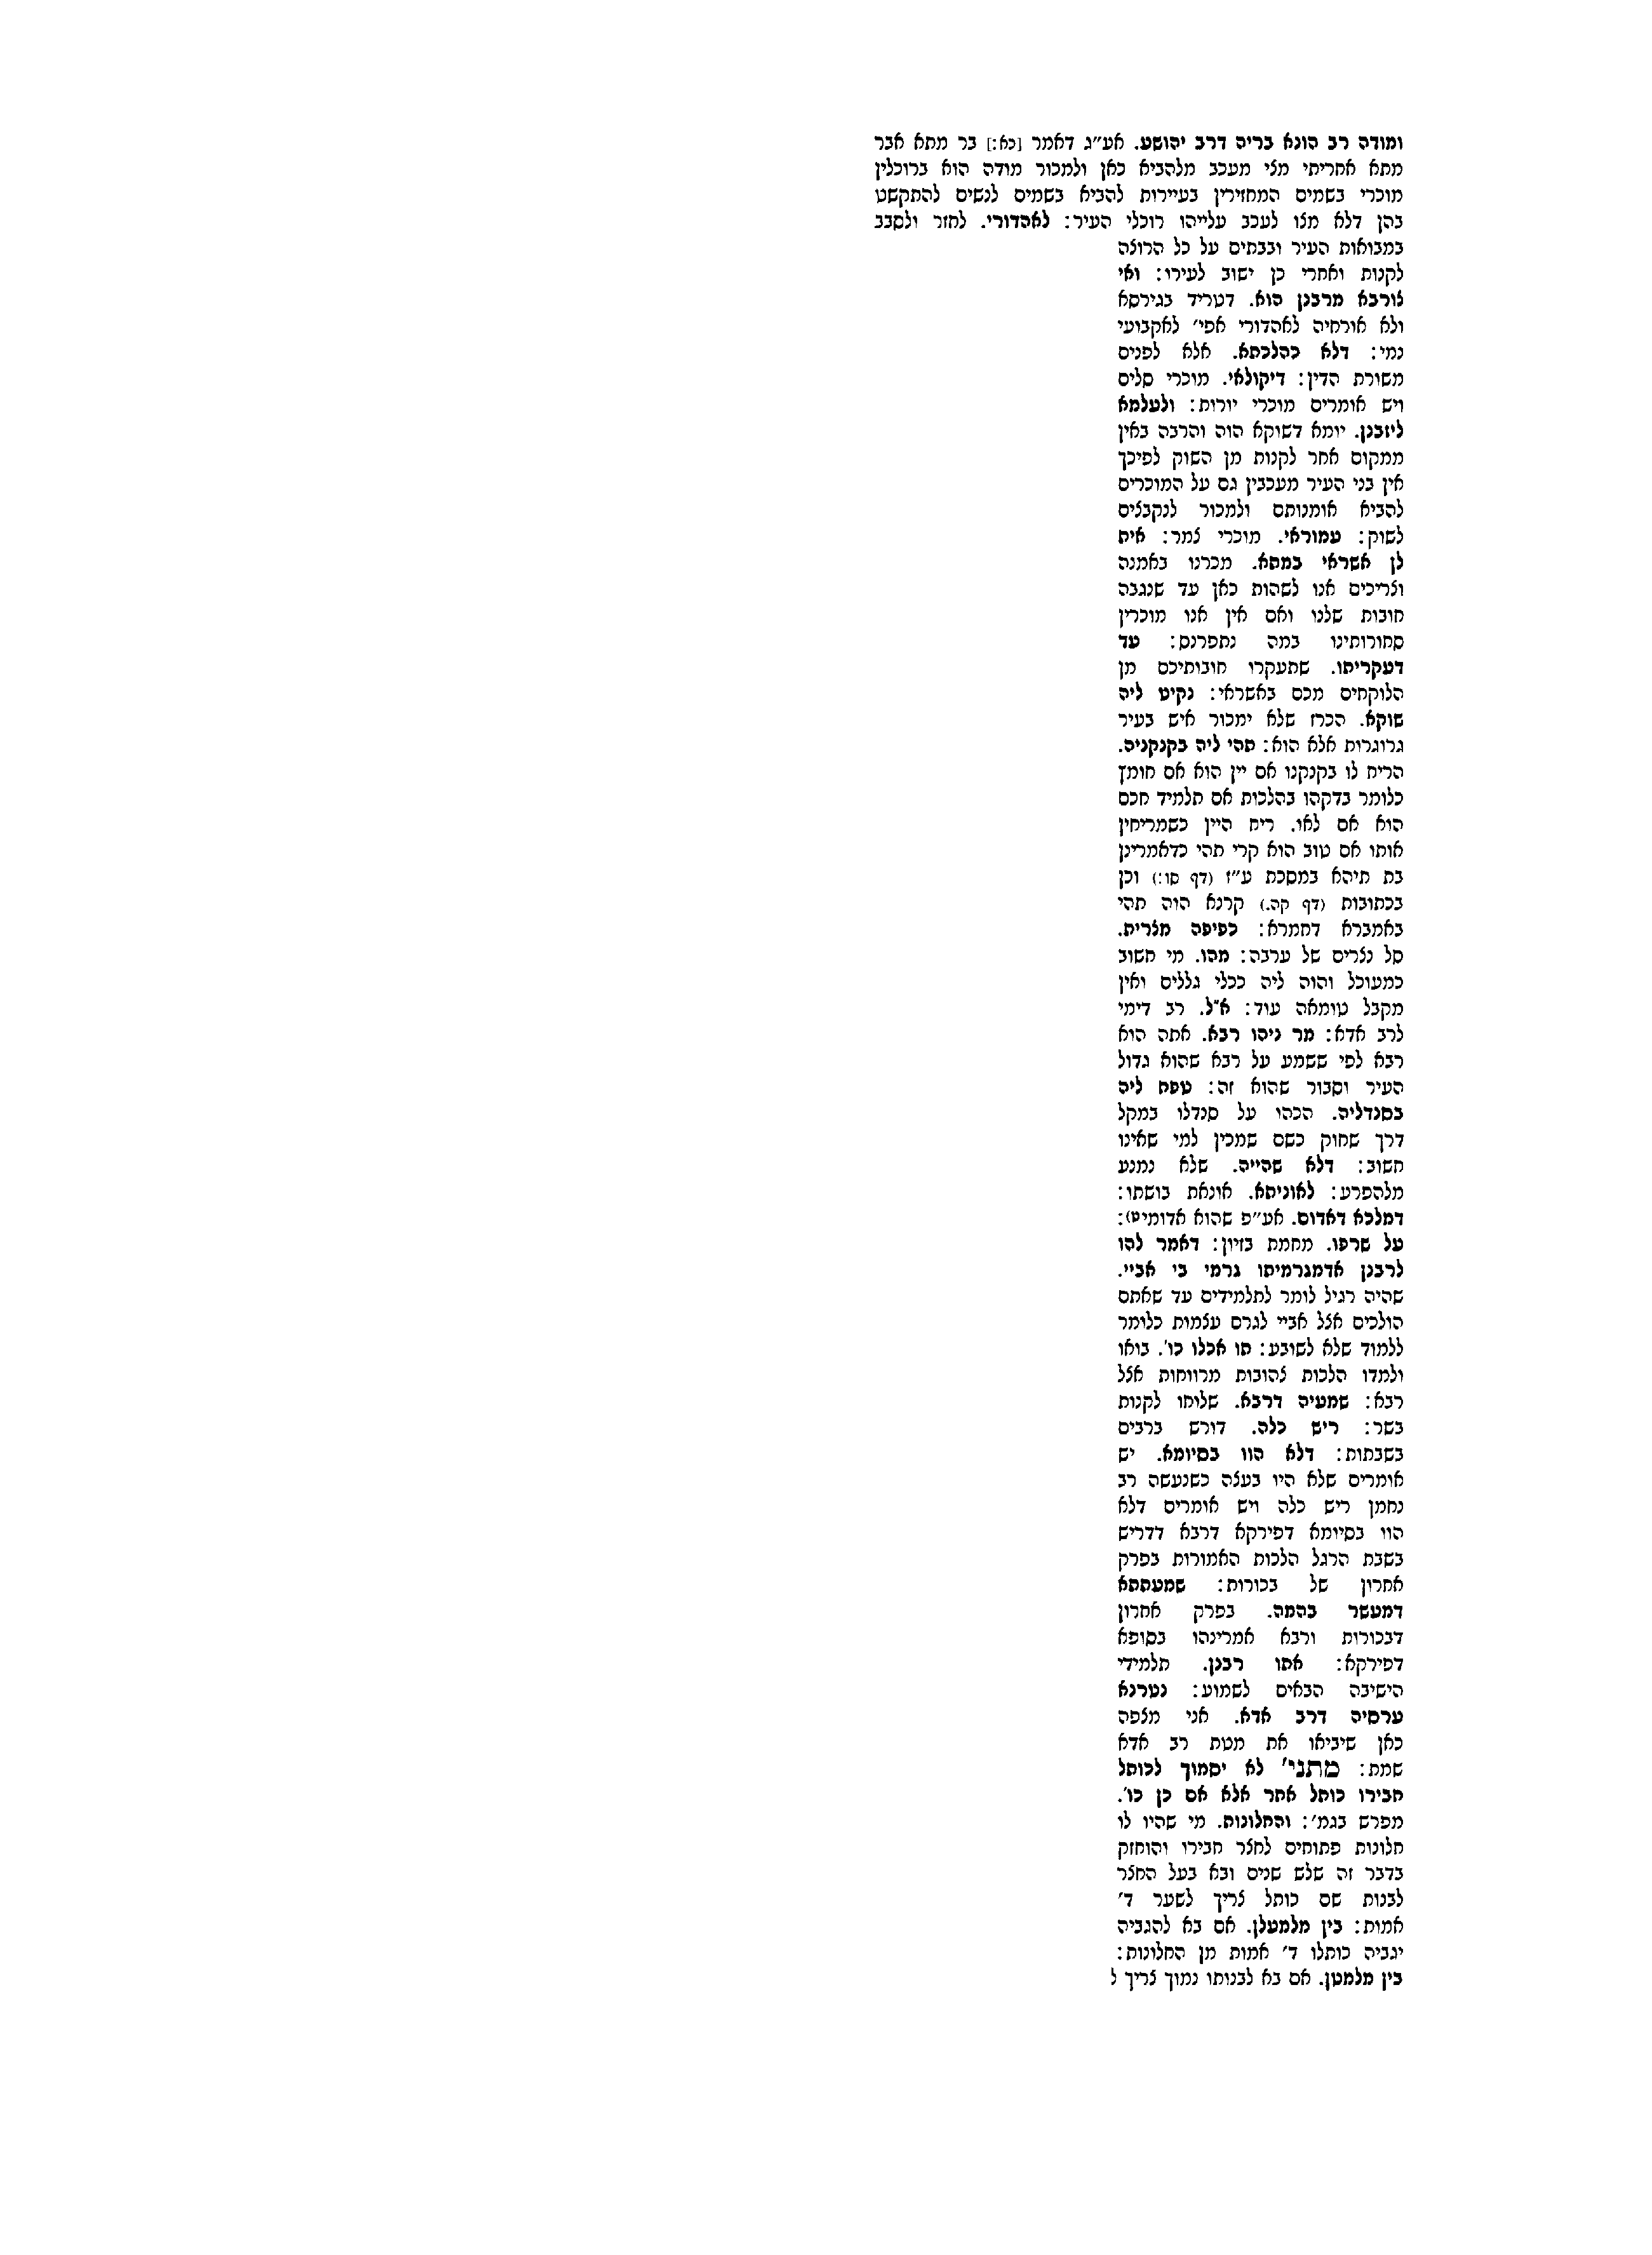 ומודה רב הונא בריה דרב יהושע. אע״ג דאמר [כא:] בר מתא אבר
מתא אחריתי מצי מעכב מלהביא כאן ולמכור מודה הוא ברוכלין
מוכרי בשמים המחזירין בעיירות להביא בשמים לנשים להתקשט
בהן דלא מצו לעכב עלייהו רוכלי העיר: לאהדורי. לחזר ולסבב
במבואות העיר ובבתים על כל הרוצה
לקנות ואחרי כן ישוב לעירו: ואי
צורבא מרבנן הוא. דטריד בגירסא
ולא אורחיה לאהדורי אפי׳ לאקבועי
נמי: דלא כהלכתא. אלא לפנים
משורת הדין: דיקולאי. מוכרי סלים
ויש אומרים מוכרי יורות: ולעלמא
ליזבנן. יומא דשוקא הוה והרבה באין
ממקום אחר לקנות מן השוק לפיכך
אין בני העיר מעכבין גם על המוכרים
להביא אומנותם ולמכור לנקבצים
לשוק: עמוראי. מוכרי צמר: אית
לן אשראי במתא. מכרנו באמנה
וצריכים אנו לשהות כאן עד שנגבה
חובות שלנו ואם אין אנו מוכרין
סחורותינו במה נתפרנס: עד
דעקריתו. שתעקרו חובותיכם מן
הלוקחים מכם באשראי: נקיט ליה
שוקא. הכרז שלא ימכור איש בעיר
גרוגרות אלא הוא: תהי ליה בקנקניה.
הריח לו בקנקנו אם יין הוא אם חומץ
כלומר בדקהו בהלכות אם תלמיד חכם
הוא אם לאו. ריח היין כשמריחין
אותו אם טוב הוא קרי תהי כדאמרינן
בת תיהא במסכת ע״ז (דף סו:) וכן
בכתובות (דף קה.) קרנא הוה תהי
באמברא דחמרא: כפיפה מצרית.
סל נצרים של ערבה: מהו. מי חשוב
כמעוכל והוה ליה ככלי גללים ואין
מקבל טומאה עוד: א״ל. רב דימי
לרב אדא: מר ניהו רבא. אתה הוא
רבא לפי ששמע על רבא שהוא גדול
העיר וסבור שהוא זה: טפח ליה
בסנדליה. הכהו על סנדלו במקל
דרך שחוק כשם שמכין למי שאינו
חשוב: דלא שהייה. שלא נמנע
מלהפרע: לאוניתא. אונאת בושתו:
דמלכא דאדום. אע״פ שהוא אדומי(ט):
על שרפו. מחמת בזיון: דאמר להו
לרבנן אדמגרמיתו גרמי בי אביי.
שהיה רגיל לומר לתלמידים עד שאתם
הולכים אצל אביי לגרם עצמות כלומר
ללמוד שלא לשובע: תו אכלו כו׳. בואו
ולמדו הלכות צהובות מרווחות אצל
רבא: שמעיה דרבא. שלוחו לקנות
בשר: ריש כלה. דורש ברבים
בשבתות: דלא הוו בסיומא. יש
אומרים שלא היו בעצה כשנעשה רב
נחמן ריש כלה ויש אומרים דלא
הוו בסיומא דפירקא דרבא דדריש
בשבת הרגל הלכות האמורות בפרק
אחרון של בכורות: שמעתתא
דמעשר בהמה. בפרק אחרון
דבכורות ורבא אמרינהו בסופא
דפירקא: אתו רבנן. תלמידי
הישיבה הבאים לשמוע: נערנא
ערסיה דרב אדא. אני מצפה
כאן שיביאו את מטת רב אדא
שמת: מתני׳ לא יסמוך לכותל
חבירו כותל אחר אלא אם כן כו׳.
מפרש בגמ׳: והחלונות. מי שהיו לו
חלונות פתוחים לחצר חבירו והוחזק
בדבר זה שלש שנים ובא בעל החצר
לבנות שם כותל צריך לשער ד׳
אמות: בין מלמעלן. אם בא להגביה
יגביה כותלו ד׳ אמות מן החלונות:
בין מלמטן. אם בא לבנותו נמוך צריך ל